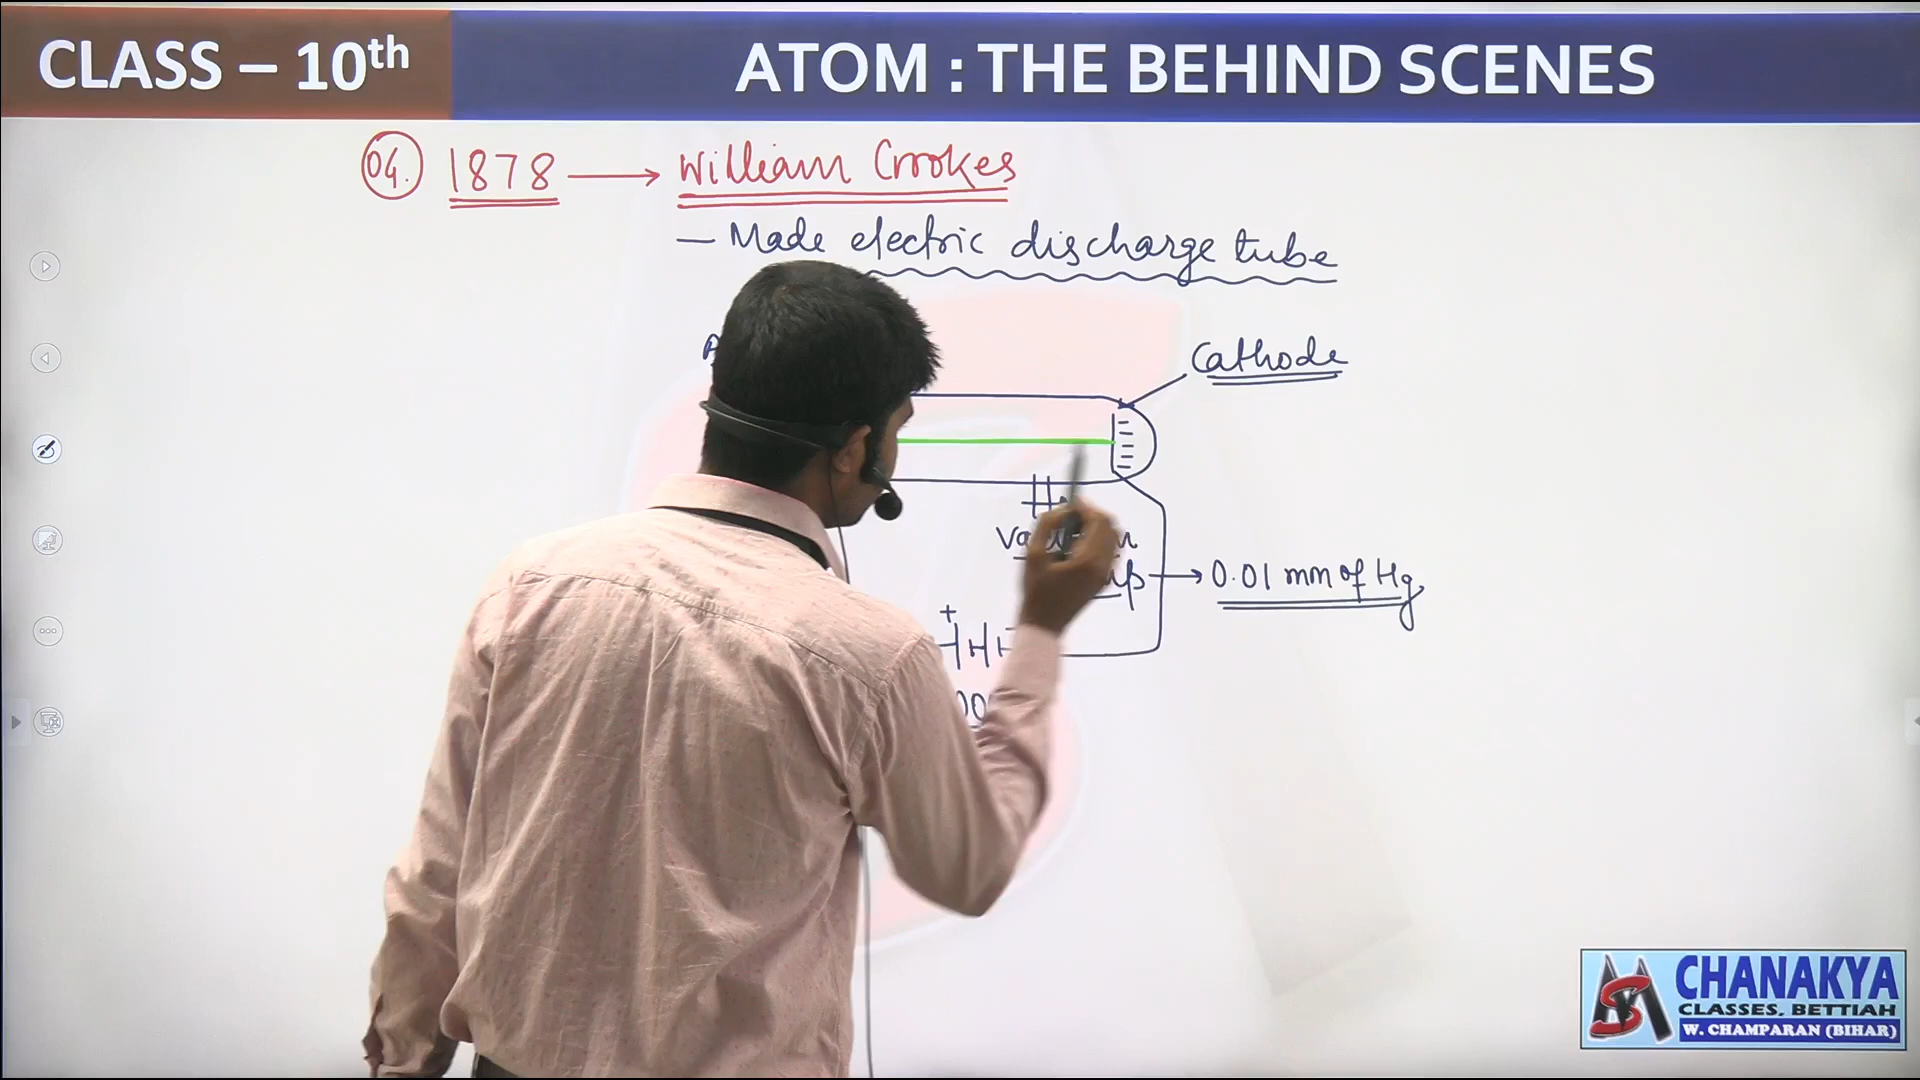 CLASS – 10th
ATOM : THE BEHIND SCENES
04. 1878 → William Crookes
— Made electric discharge tube
Cathode
0.01 mm of Hg
+
CHANAKYA
CLASSES, BETTIAH
W. CHAMPARAN (BIHAR)